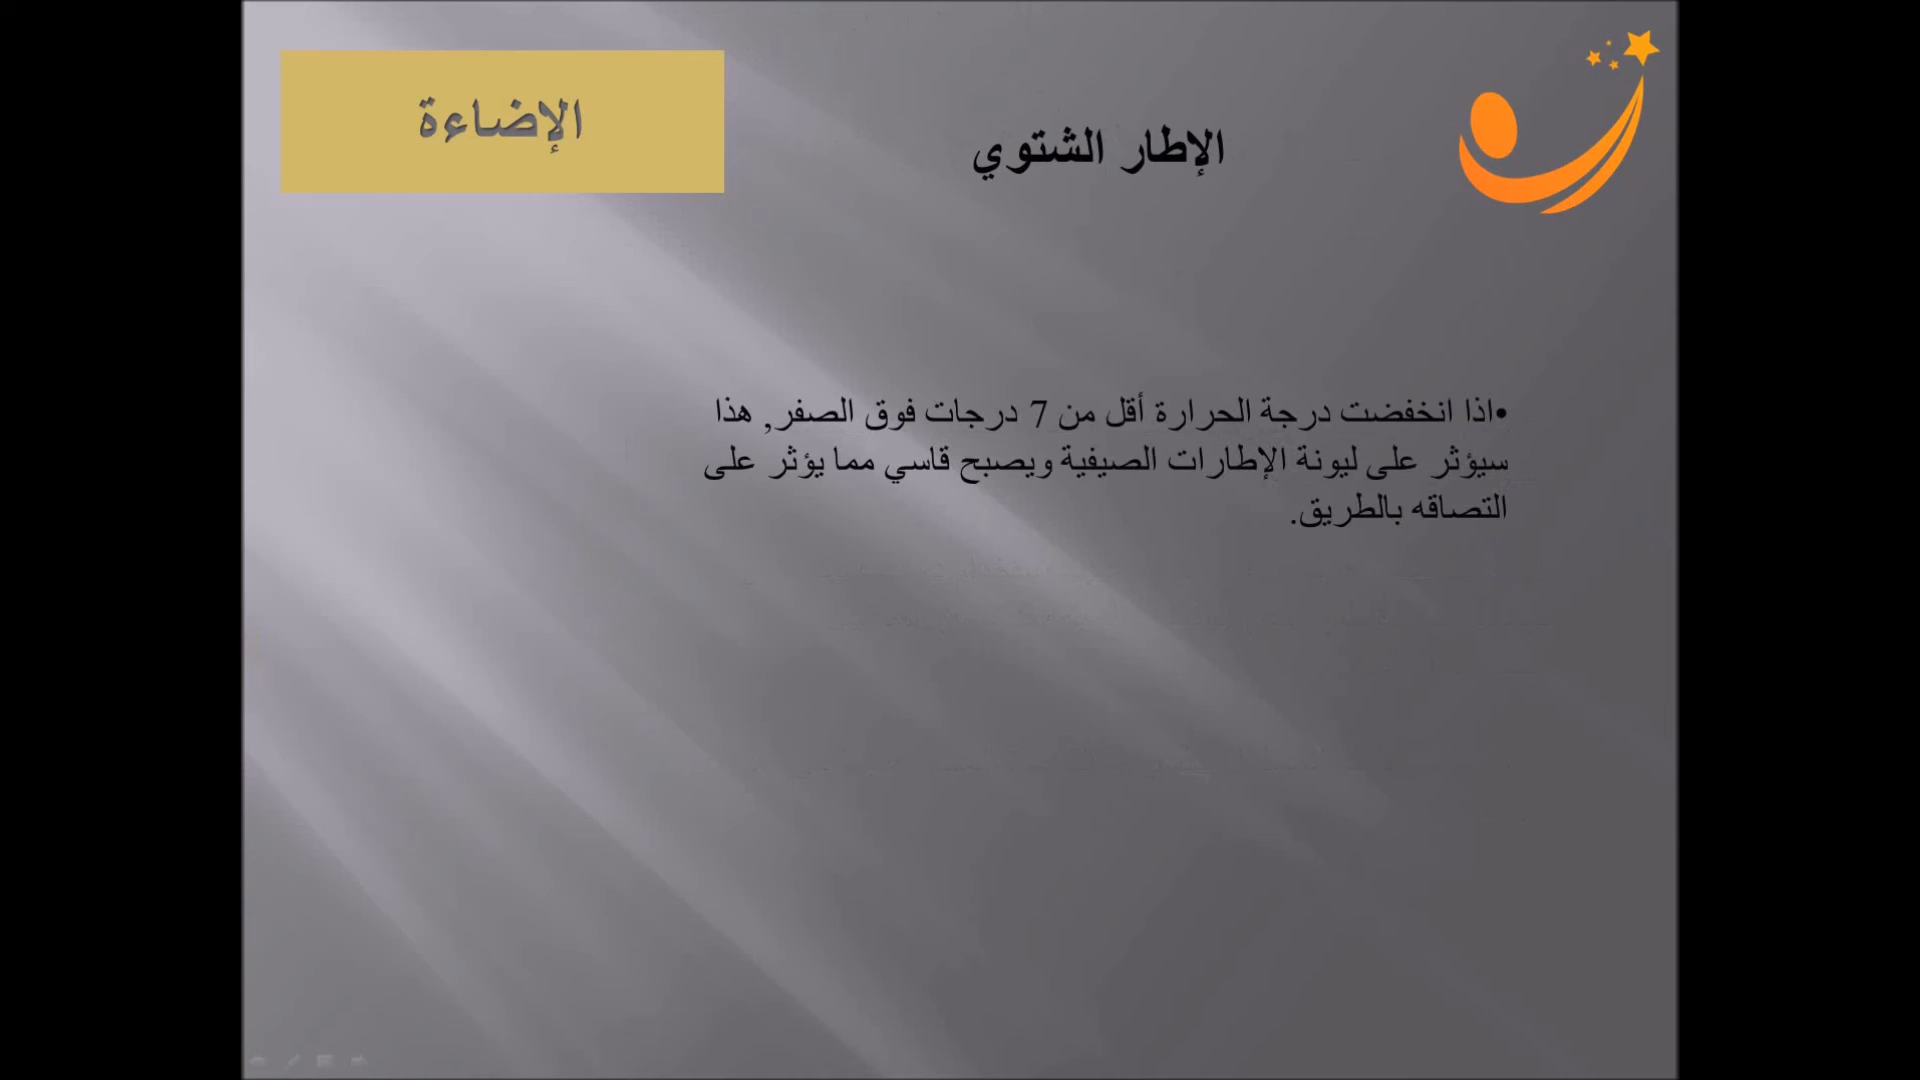 الإضاءة
الإطار الشتوي
•اذا انخفضت درجة الحرارة أقل من 7 درجات فوق الصفر, هذا
سيؤثر على ليونة الإطارات الصيفية ويصبح قاسي مما يؤثر على
التصاقه بالطريق.